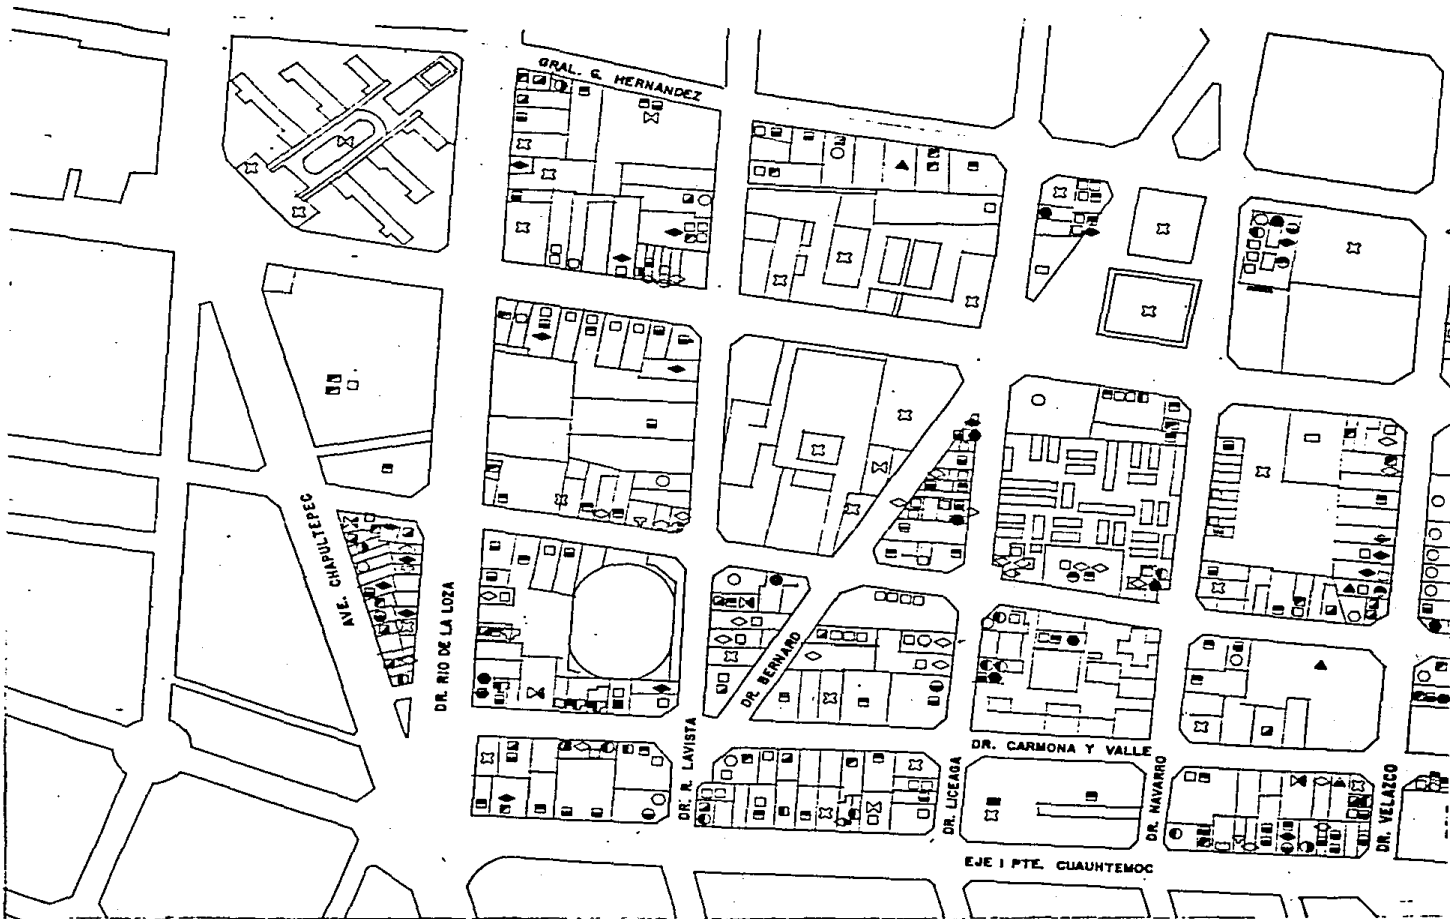 GRAL. G. HERNANDEZ
AVE. CHAPULTEPEC
DR. RIO DE LA LOZA
DR. BERNARD
DR. R. LAVISTA
DR. CARMONA Y VALLE
DR. LICEAGA
DR. NAVARRO
DR. VELAZCO
EJE I PTE. CUAUHTEMOC